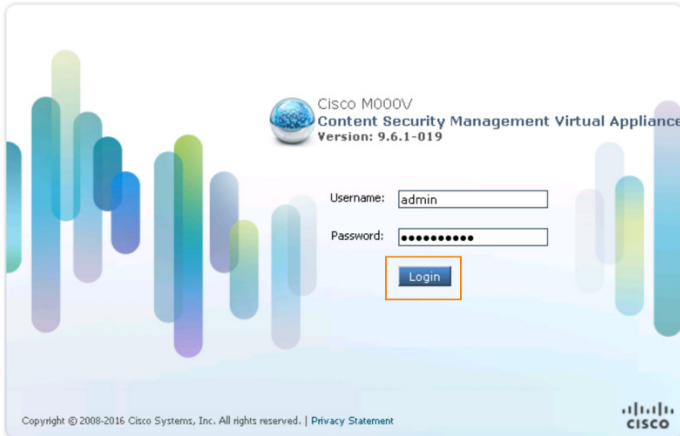 Cisco M000V
Content Security Management Virtual Appliance
Version: 9.6.1-019
Username: admin
Password: ••••••••••
Login
Copyright © 2008-2016 Cisco Systems, Inc. All rights reserved. | Privacy Statement
CISCO